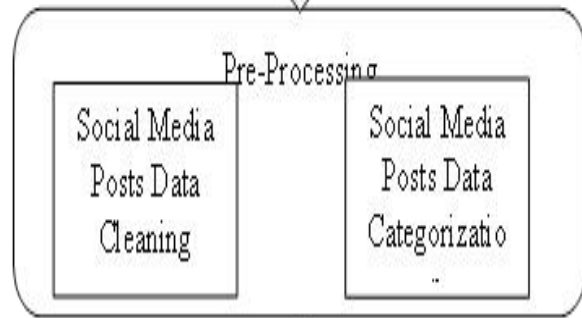 Pre-Processing
Social Media
Posts Data
Cleaning
Social Media
Posts Data
Categorizatio